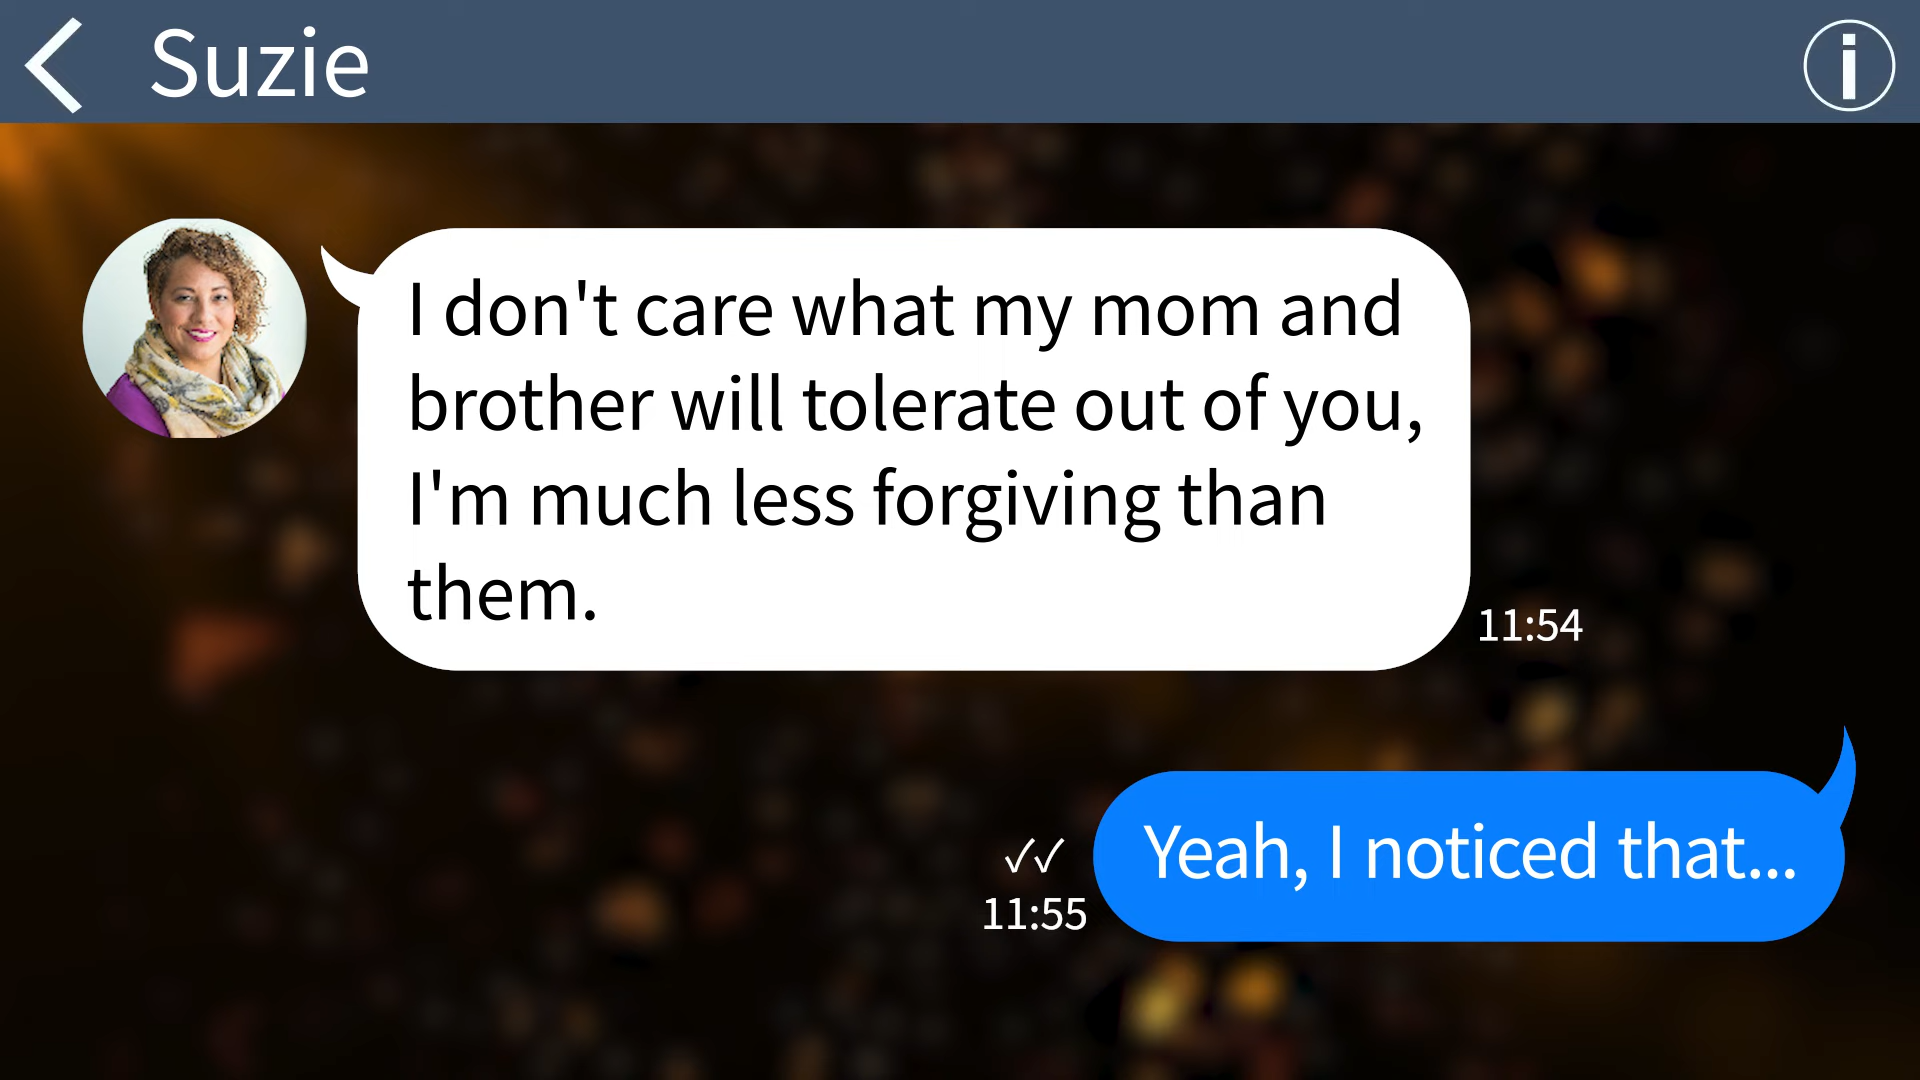 Suzie
i
I don't care what my mom and
brother will tolerate out of you,
I'm much less forgiving than
them.
11:54
Yeah, I noticed that...
✓✓
11:55